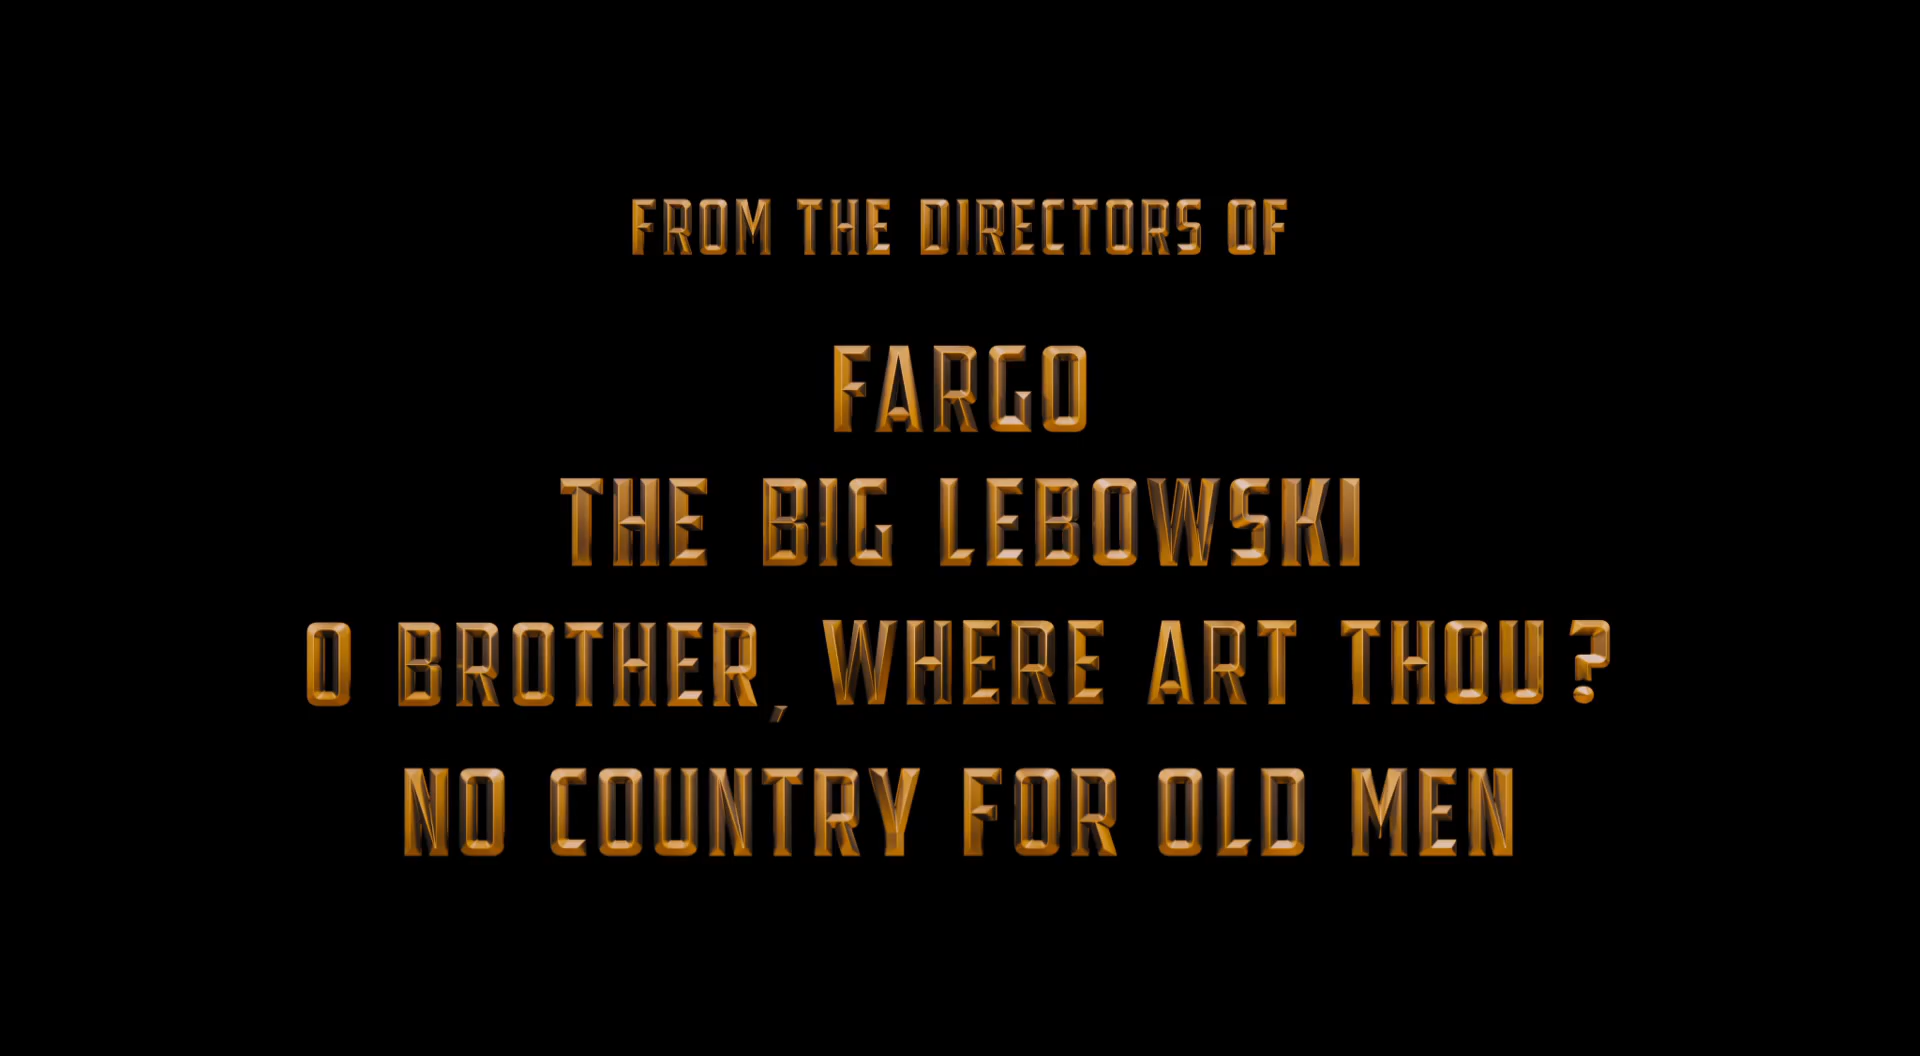 FROM THE DIRECTORS OF
FARGO
THE BIG LEBOWSKI
O BROTHER, WHERE ART THOU?
NO COUNTRY FOR OLD MEN